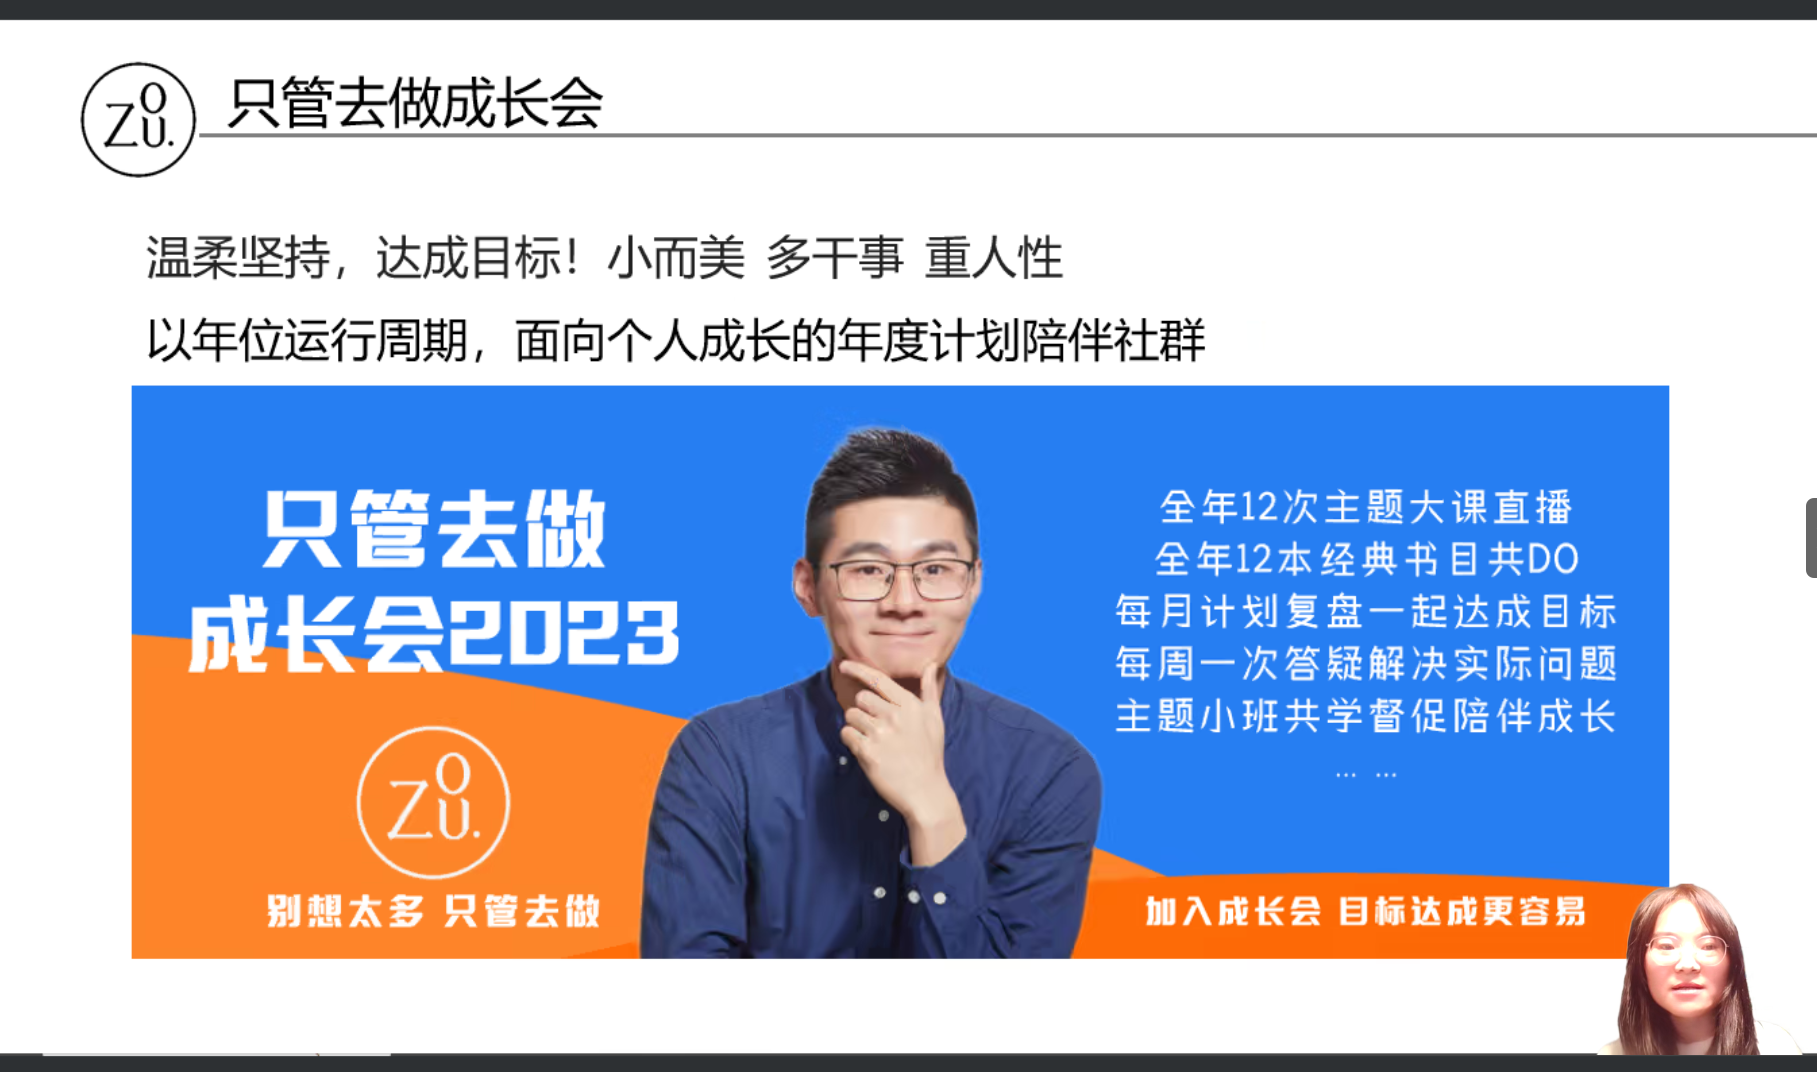 ZOU.
只管去做成长会
温柔坚持，达成目标！小而美 多干事 重人性
以年位运行周期，面向个人成长的年度计划陪伴社群
只管去做
成长会2023
ZOU.
别想太多 只管去做
全年12次主题大课直播
全年12本经典书目共DO
每月计划复盘一起达成目标
每周一次答疑解决实际问题
主题小班共学督促陪伴成长
... ...
加入成长会 目标达成更容易